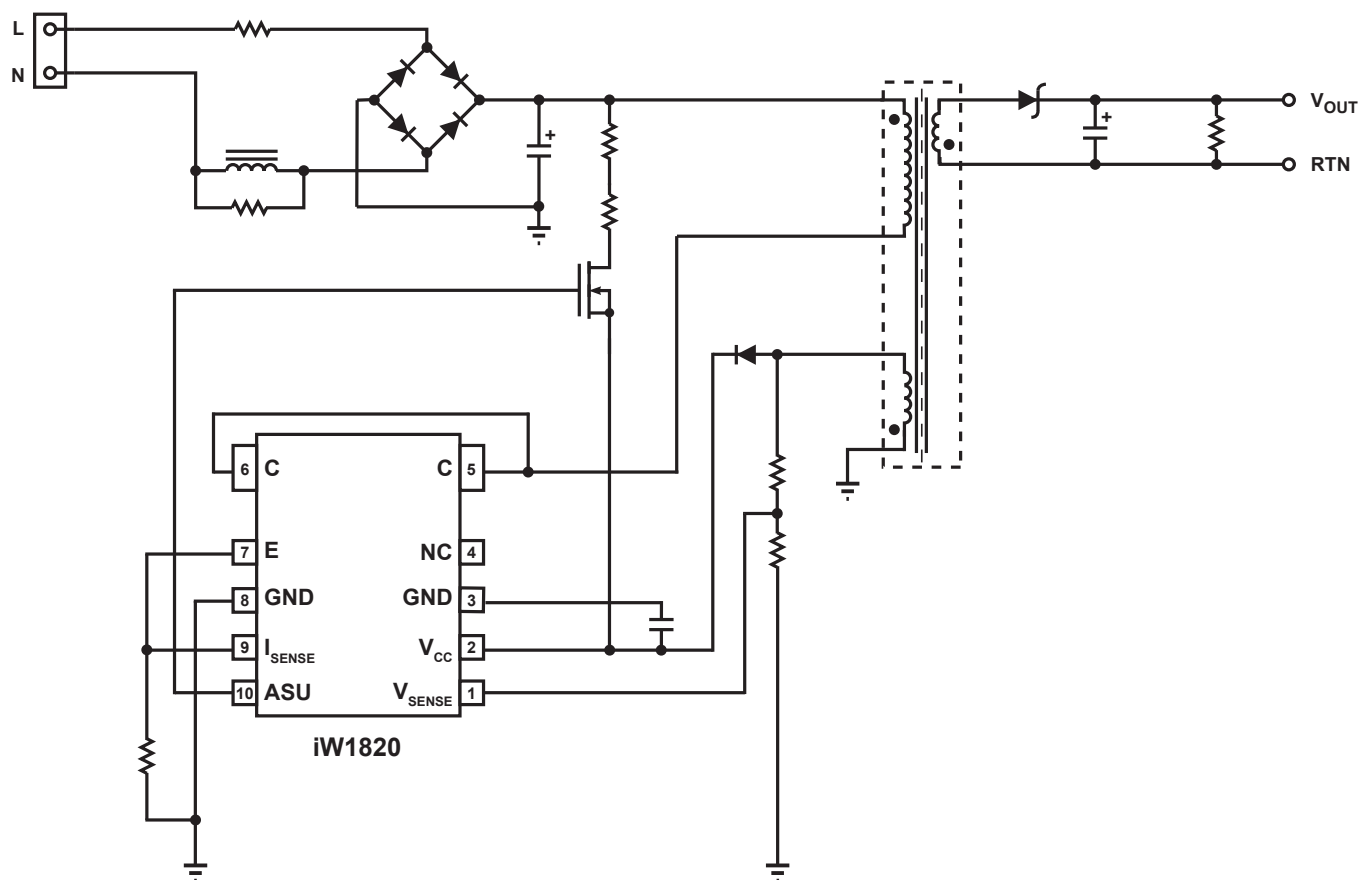 L
N
+
+
V_OUT
RTN
6 C
C 5
7 E
NC 4
8 GND
GND 3
9 I_SENSE
V_CC 2
10 ASU
V_SENSE 1
iW1820